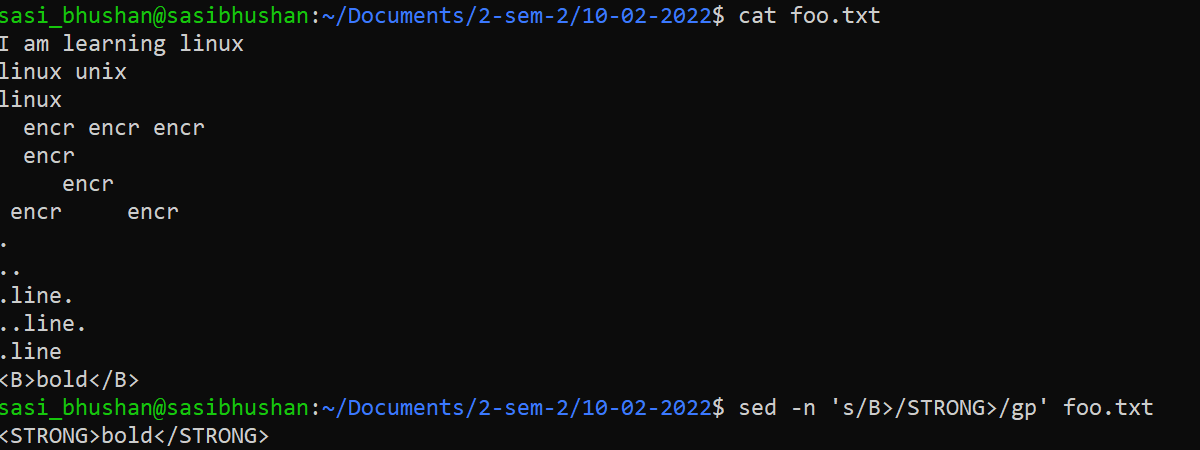 sasi_bhushan@sasibhushan:~/Documents/2-sem-2/10-02-2022$ cat foo.txt
I am learning linux
linux unix
linux
  encr encr encr
  encr
     encr
 encr     encr
.
..
.line.
..line.
.line
<B>bold</B>
sasi_bhushan@sasibhushan:~/Documents/2-sem-2/10-02-2022$ sed -n 's/B>/STRONG>/gp' foo.txt
<STRONG>bold</STRONG>